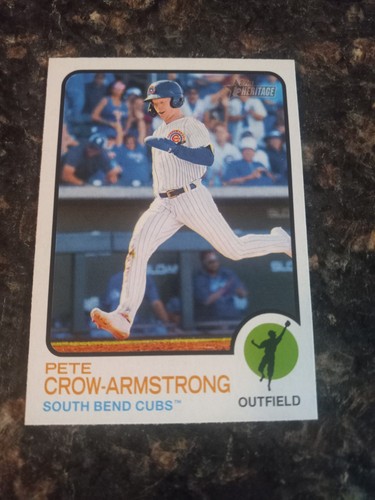 HERITAGE
PETE
CROW-ARMSTRONG
SOUTH BEND CUBS™
OUTFIELD